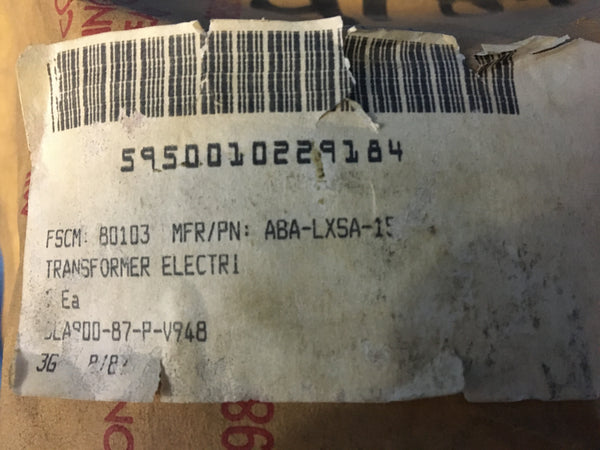 5950010229184
FSCM: 80103 MFR/PN: ABA-LXSA-15
TRANSFORMER ELECTRI
Ea
DLA900-87-P-V948
3G